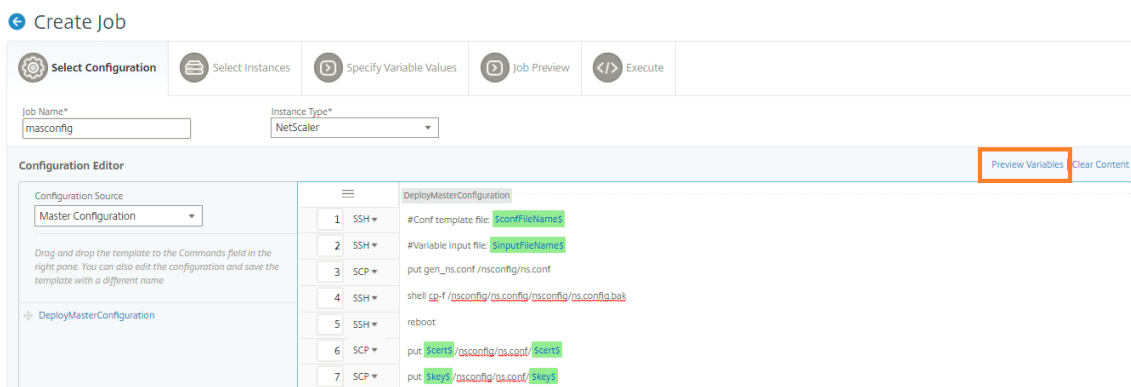 Create Job
Select Configuration
Select Instances
Specify Variable Values
Job Preview
Execute
Job Name*
Instance Type*
masconfig
NetScaler
Configuration Editor
Preview Variables
Clear Content
Configuration Source
Master Configuration
Drag and drop the template to the Commands field in the
right pane. You can also edit the configuration and save the
template with a different name
DeployMasterConfiguration
DeployMasterConfiguration
1 SSH #Conf template file: $confFileName$
2 SSH #Variable input file: $inputFileName$
3 SCP put gen_ns.conf /nsconfig/ns.conf
4 SSH shell cp-f /nsconfig/ns.config/nsconfig/ns.config.bak
5 SSH reboot
6 SCP put $cert$ /nsconfig/ns.conf/ $cert$
7 SCP put $key$ /nsconfig/ns.conf/ $key$